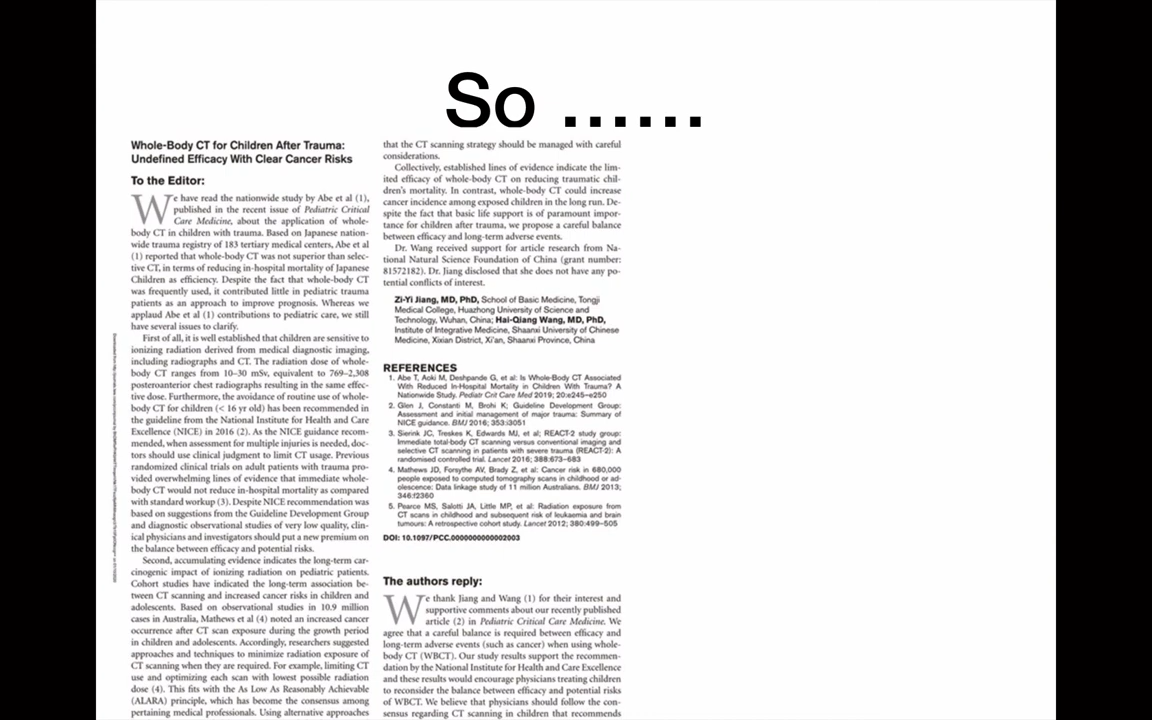 So ......
Whole-Body CT for Children After Trauma:
Undefined Efficacy With Clear Cancer Risks
To the Editor:
We have read the nationwide study by Abe et al (1),
published in the recent issue of Pediatric Critical
Care Medicine, about the application of whole-
body CT in children with trauma. Based on Japanese nation-
wide trauma registry of 183 tertiary medical centers, Abe et al
(1) reported that whole-body CT was not superior than selec-
tive CT, in terms of reducing in-hospital mortality of Japanese
Children as efficiency. Despite the fact that whole-body CT
was frequently used, it contributed little in pediatric trauma
patients as an approach to improve prognosis. Whereas we
applaud Abe et al (1) contributions to pediatric care, we still
have several issues to clarify.
First of all, it is well established that children are sensitive to
ionizing radiation derived from medical diagnostic imaging,
including radiographs and CT. The radiation dose of whole-
body CT ranges from 10–30 mSv, equivalent to 769–2,308
posteroanterior chest radiographs resulting in the same effec-
tive dose. Furthermore, the avoidance of routine use of whole-
body CT for children (< 16 yr old) has been recommended in
the guideline from the National Institute for Health and Care
Excellence (NICE) in 2016 (2). As the NICE guidance recom-
mended, when assessment for multiple injuries is needed, doc-
tors should use clinical judgment to limit CT usage. Previous
randomized clinical trials on adult patients with trauma pro-
vided overwhelming lines of evidence that immediate whole-
body CT would not reduce in-hospital mortality as compared
with standard workup (3). Despite NICE recommendation was
based on suggestions from the Guideline Development Group
and diagnostic observational studies of very low quality, clin-
ical physicians and investigators should put a new premium on
the balance between efficacy and potential risks.
Second, accumulating evidence indicates the long-term car-
cinogenic impact of ionizing radiation on pediatric patients.
Cohort studies have indicated the long-term association be-
tween CT scanning and increased cancer risks in children and
adolescents. Based on observational studies in 10.9 million
cases in Australia, Mathews et al (4) noted an increased cancer
occurrence after CT scan exposure during the growth period
in children and adolescents. Accordingly, researchers suggested
approaches and techniques to minimize radiation exposure of
CT scanning when they are required. For example, limiting CT
use and optimizing each scan with lowest possible radiation
dose (4). This fits with the As Low As Reasonably Achievable
(ALARA) principle, which has become the consensus among
pertaining medical professionals. Using alternative approaches
that the CT scanning strategy should be managed with careful
considerations.
Collectively, established lines of evidence indicate the lim-
ited efficacy of whole-body CT on reducing traumatic chil-
dren's mortality. In contrast, whole-body CT could increase
cancer incidence among exposed children in the long run. De-
spite the fact that basic life support is of paramount impor-
tance for children after trauma, we propose a careful balance
between efficacy and long-term adverse events.
Dr. Wang received support for article research from Na-
tional Natural Science Foundation of China (grant number:
81572182). Dr. Jiang disclosed that she does not have any po-
tential conflicts of interest.
Zi-Yi Jiang, MD, PhD, School of Basic Medicine, Tongji
Medical College, Huazhong University of Science and
Technology, Wuhan, China; Hai-Qiang Wang, MD, PhD,
Institute of Integrative Medicine, Shaanxi University of Chinese
Medicine, Xixian District, Xi'an, Shaanxi Province, China
REFERENCES
1. Abe T, Aoki M, Deshpande G, et al: Is Whole-Body CT Associated
With Reduced In-Hospital Mortality in Children With Trauma? A
Nationwide Study. Pediatr Crit Care Med 2019; 20:e245–e250
2. Glen J, Constanti M, Brohi K; Guideline Development Group:
Assessment and initial management of major trauma: Summary of
NICE guidance. BMJ 2016; 353:i3051
3. Sierink JC, Treskes K, Edwards MJ, et al; REACT-2 study group:
Immediate total-body CT scanning versus conventional imaging and
selective CT scanning in patients with severe trauma (REACT-2): A
randomised controlled trial. Lancet 2016; 388:673–683
4. Mathews JD, Forsythe AV, Brady Z, et al: Cancer risk in 680,000
people exposed to computed tomography scans in childhood or ad-
olescence: Data linkage study of 11 million Australians. BMJ 2013;
346:f2360
5. Pearce MS, Salotti JA, Little MP, et al: Radiation exposure from
CT scans in childhood and subsequent risk of leukaemia and brain
tumours: A retrospective cohort study. Lancet 2012; 380:499–505
DOI: 10.1097/PCC.0000000000002003
The authors reply:
We thank Jiang and Wang (1) for their interest and
supportive comments about our recently published
article (2) in Pediatric Critical Care Medicine. We
agree that a careful balance is required between efficacy and
long-term adverse events (such as cancer) when using whole-
body CT (WBCT). Our study results support the recommen-
dation by the National Institute for Health and Care Excellence
and these results would encourage physicians treating children
to reconsider the balance between efficacy and potential risks
of WBCT. We believe that physicians should follow the con-
sensus regarding CT scanning in children that recommends